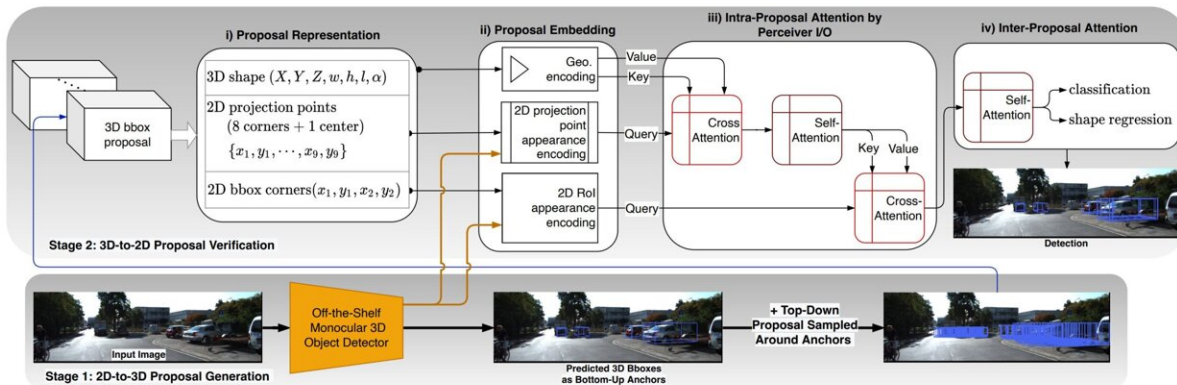 i) Proposal Representation
ii) Proposal Embedding
iii) Intra-Proposal Attention by
Perceiver I/O
iv) Inter-Proposal Attention
3D bbox
proposal
3D shape (X, Y, Z, w, h, l, α)
2D projection points
(8 corners + 1 center)
{x₁, y₁, ⋯, x₉, y₉}
2D bbox corners(x₁, y₁, x₂, y₂)
Geo.
encoding
2D projection
point
appearance
encoding
2D RoI
appearance
encoding
Value
Key
Query
Query
Cross
Attention
Self-
Attention
Key
Value
Cross-
Attention
Self-
Attention
classification
shape regression
Detection
Stage 2: 3D-to-2D Proposal Verification
Input Image
Off-the-Shelf
Monocular 3D
Object Detector
Predicted 3D Bboxes
as Bottom-Up Anchors
+ Top-Down
Proposal Sampled
Around Anchors
Stage 1: 2D-to-3D Proposal Generation